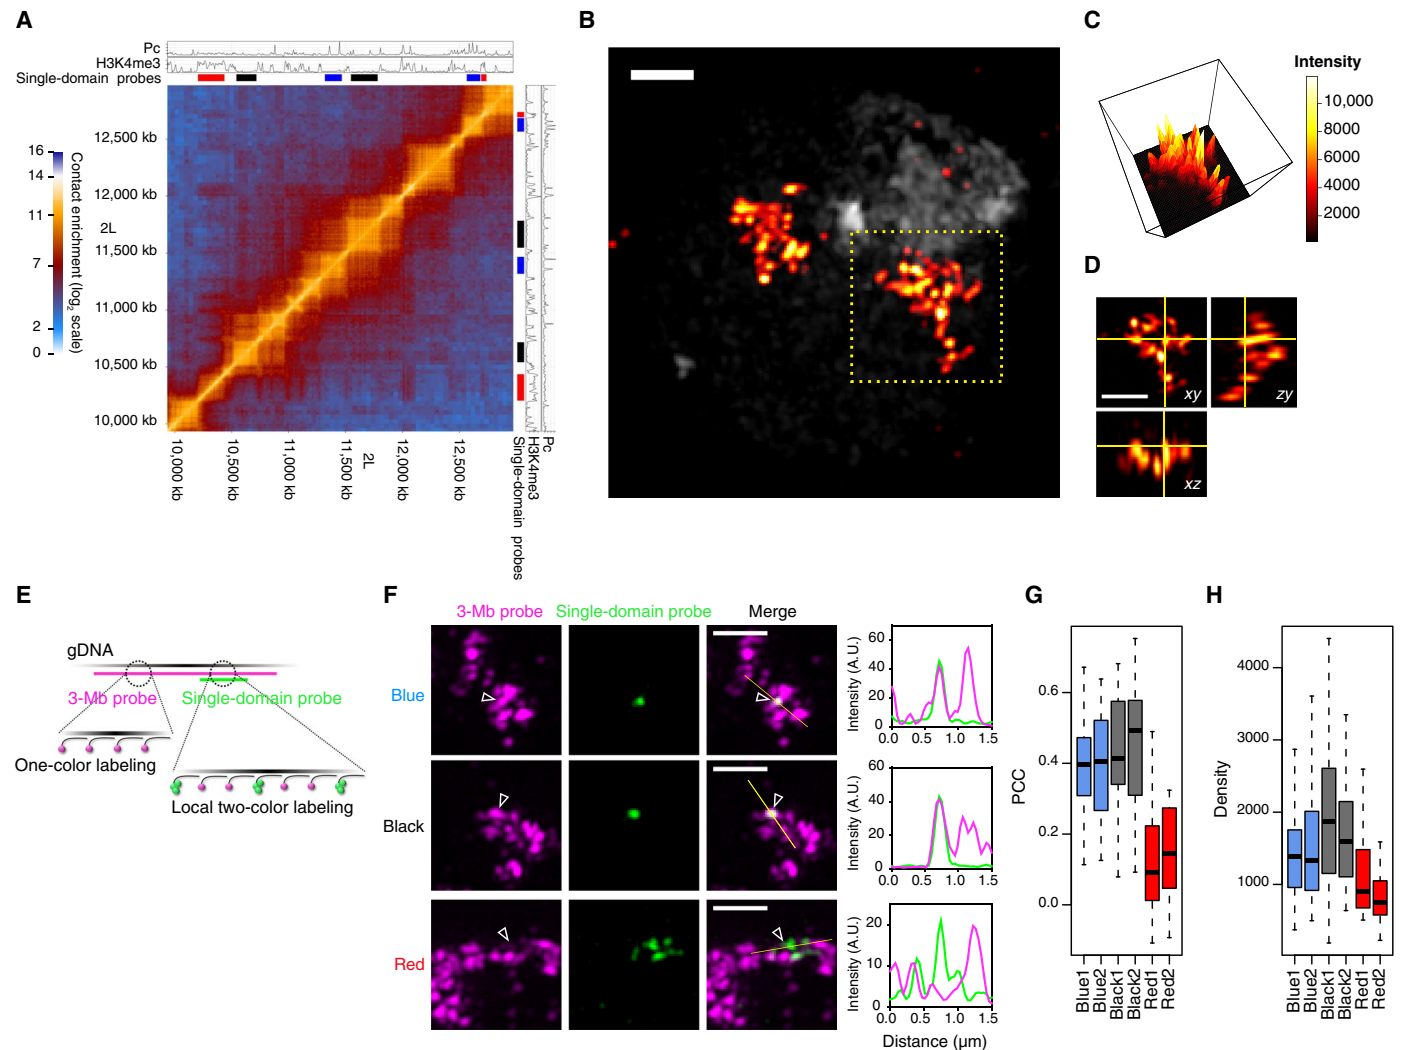 A
Pc
H3K4me3
Single-domain probes
12,500 kb
12,000 kb
2L
11,500 kb
11,000 kb
10,500 kb
10,000 kb
16
14
11
7
2
0
Contact enrichment (log2 scale)
10,000 kb
10,500 kb
11,000 kb
11,500 kb
2L
12,000 kb
12,500 kb
Single-domain probes
H3K4me3
Pc
B
C
Intensity
10,000
8000
6000
4000
2000
D
xy
zy
xz
E
gDNA
3-Mb probe
Single-domain probe
One-color labeling
Local two-color labeling
F
3-Mb probe
Single-domain probe
Merge
Blue
Black
Red
Intensity (A.U.)
60
40
20
0
0.0
0.5
1.0
1.5
Intensity (A.U.)
60
40
30
0
0.0
0.5
1.0
1.5
Intensity (A.U.)
20
10
0
0.0
0.5
1.0
1.5
Distance (µm)
G
PCC
0.6
0.4
0.2
0.0
Blue1
Blue2
Black1
Black2
Red1
Red2
H
Density
4000
3000
2000
1000
Blue1
Blue2
Black1
Black2
Red1
Red2